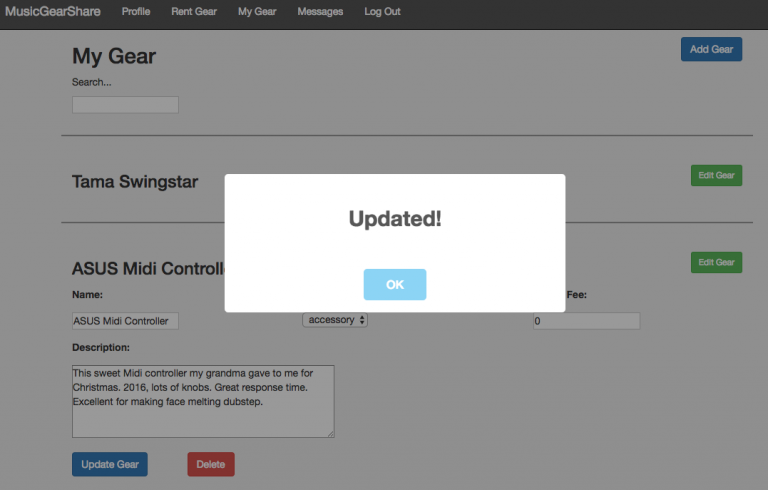 MusicGearShare Profile Rent Gear My Gear Messages Log Out
My Gear Add Gear
Search...
Tama Swingstar Edit Gear
Updated!
OK
ASUS Midi Edit Gear
Name: Fee:
ASUS Midi Controller accessory 0
Description:
This sweet Midi controller my grandma gave to me for
Christmas. 2016, lots of knobs. Great response time.
Excellent for making face melting dubstep.
Update Gear Delete